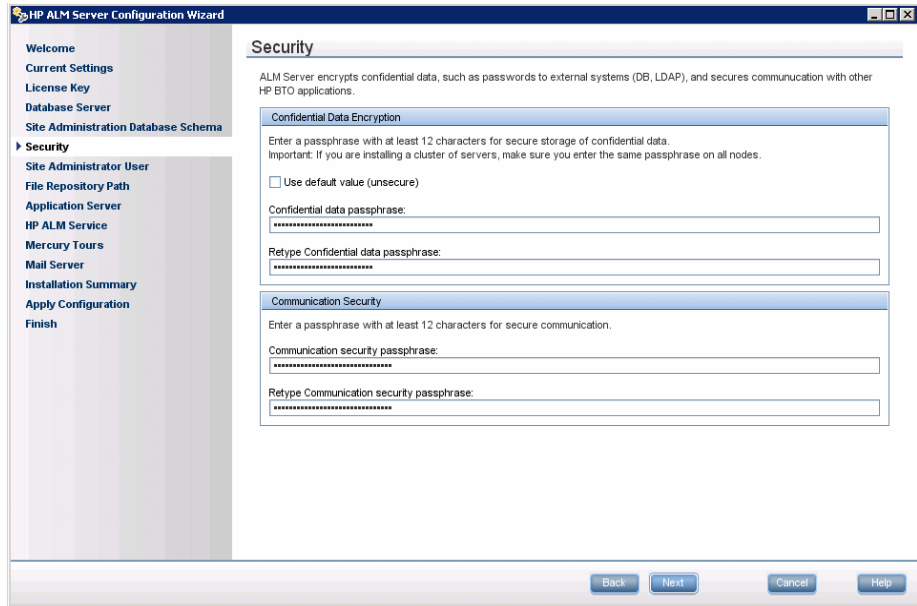 HP ALM Server Configuration Wizard
Welcome
Current Settings
License Key
Database Server
Site Administration Database Schema
Security
Site Administrator User
File Repository Path
Application Server
HP ALM Service
Mercury Tours
Mail Server
Installation Summary
Apply Configuration
Finish
Security
ALM Server encrypts confidential data, such as passwords to external systems (DB, LDAP), and secures communucation with other
HP BTO applications.
Confidential Data Encryption
Enter a passphrase with at least 12 characters for secure storage of confidential data.
Important: If you are installing a cluster of servers, make sure you enter the same passphrase on all nodes.
Use default value (unsecure)
Confidential data passphrase:
Retype Confidential data passphrase:
Communication Security
Enter a passphrase with at least 12 characters for secure communication.
Communication security passphrase:
Retype Communication security passphrase:
Back Next Cancel Help